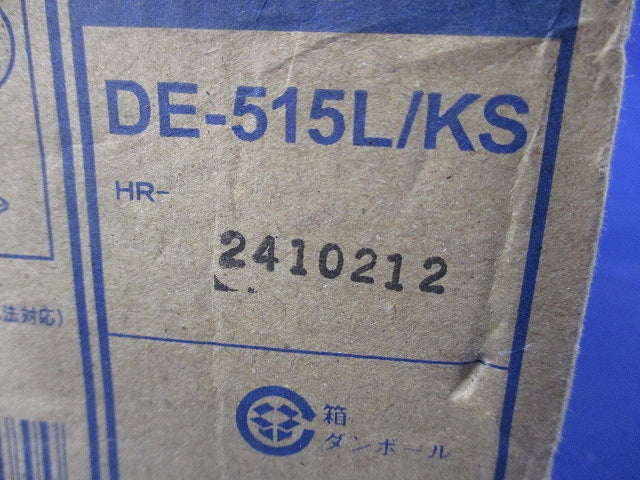 DE-515L/KS
HR-
2410212
法対応)
箱
ダンボール